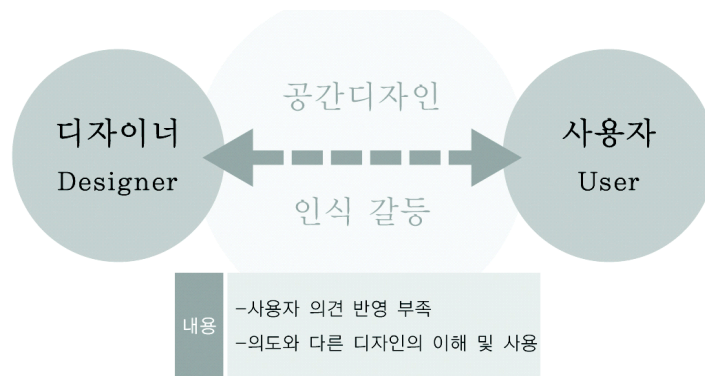 공간디자인
디자이너
Designer
사용자
User
인식 갈등
내용
-사용자 의견 반영 부족
-의도와 다른 디자인의 이해 및 사용